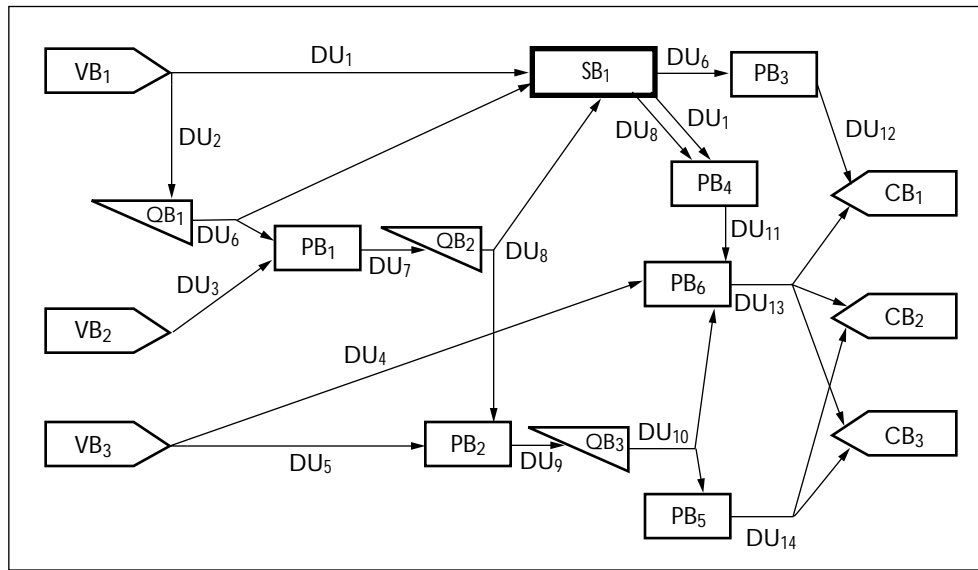 VB₁
DU₁
SB₁
DU₆
PB₃
DU₂
DU₈
DU₁
DU₁₂
PB₄
CB₁
QB₁
DU₆
PB₁
DU₇
QB₂
DU₈
DU₁₁
DU₃
PB₆
DU₁₃
VB₂
CB₂
DU₄
VB₃
DU₅
PB₂
DU₉
QB₃
DU₁₀
CB₃
PB₅
DU₁₄